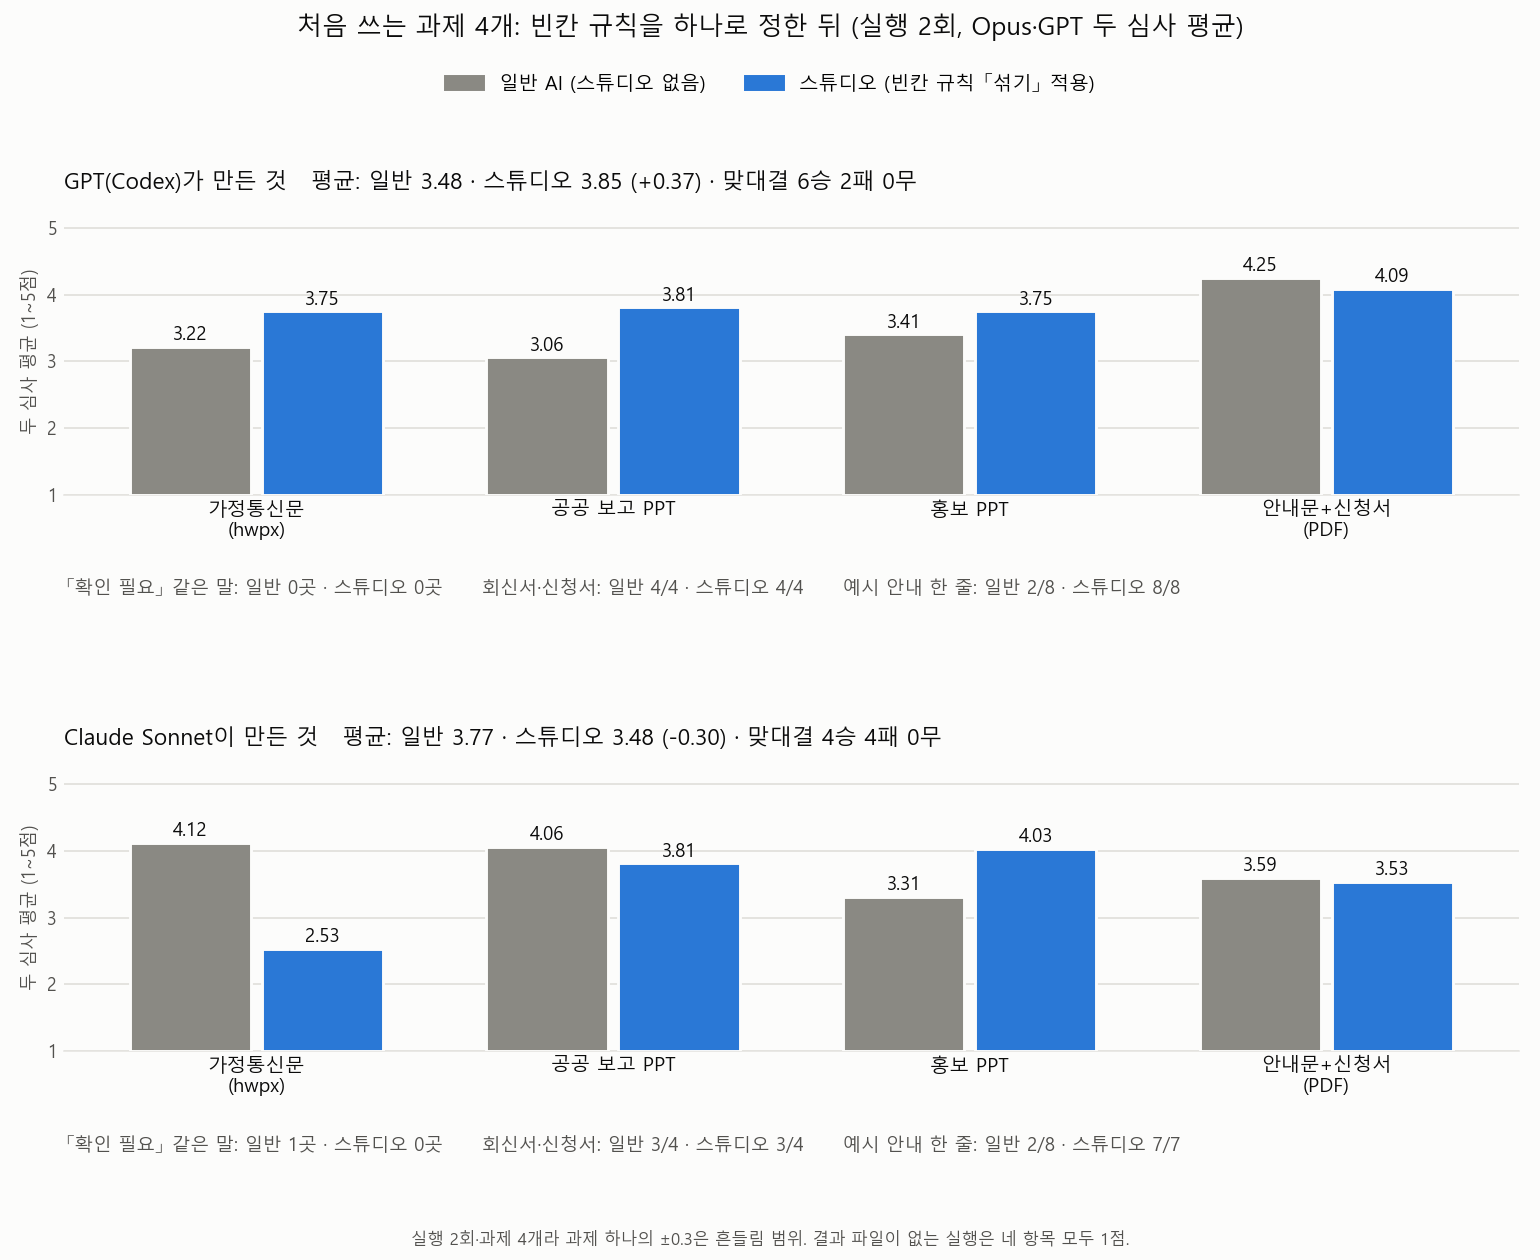 처음 쓰는 과제 4개: 빈칸 규칙을 하나로 정한 뒤 (실행 2회, Opus·GPT 두 심사 평균)
일반 AI (스튜디오 없음)
스튜디오 (빈칸 규칙 「섞기」 적용)
GPT(Codex)가 만든 것 평균: 일반 3.48 · 스튜디오 3.85 (+0.37) · 맞대결 6승 2패 0무
두 심사 평균 (1~5점)
5
4
3
2
1
3.22
3.75
3.06
3.81
3.41
3.75
4.25
4.09
가정통신문
(hwpx)
공공 보고 PPT
홍보 PPT
안내문+신청서
(PDF)
「확인 필요」 같은 말: 일반 0곳 · 스튜디오 0곳 회신서·신청서: 일반 4/4 · 스튜디오 4/4 예시 안내 한 줄: 일반 2/8 · 스튜디오 8/8
Claude Sonnet이 만든 것 평균: 일반 3.77 · 스튜디오 3.48 (-0.30) · 맞대결 4승 4패 0무
두 심사 평균 (1~5점)
5
4
3
2
1
4.12
2.53
4.06
3.81
3.31
4.03
3.59
3.53
가정통신문
(hwpx)
공공 보고 PPT
홍보 PPT
안내문+신청서
(PDF)
「확인 필요」 같은 말: 일반 1곳 · 스튜디오 0곳 회신서·신청서: 일반 3/4 · 스튜디오 3/4 예시 안내 한 줄: 일반 2/8 · 스튜디오 7/7
실행 2회·과제 4개라 과제 하나의 ±0.3은 흔들림 범위. 결과 파일이 없는 실행은 네 항목 모두 1점.